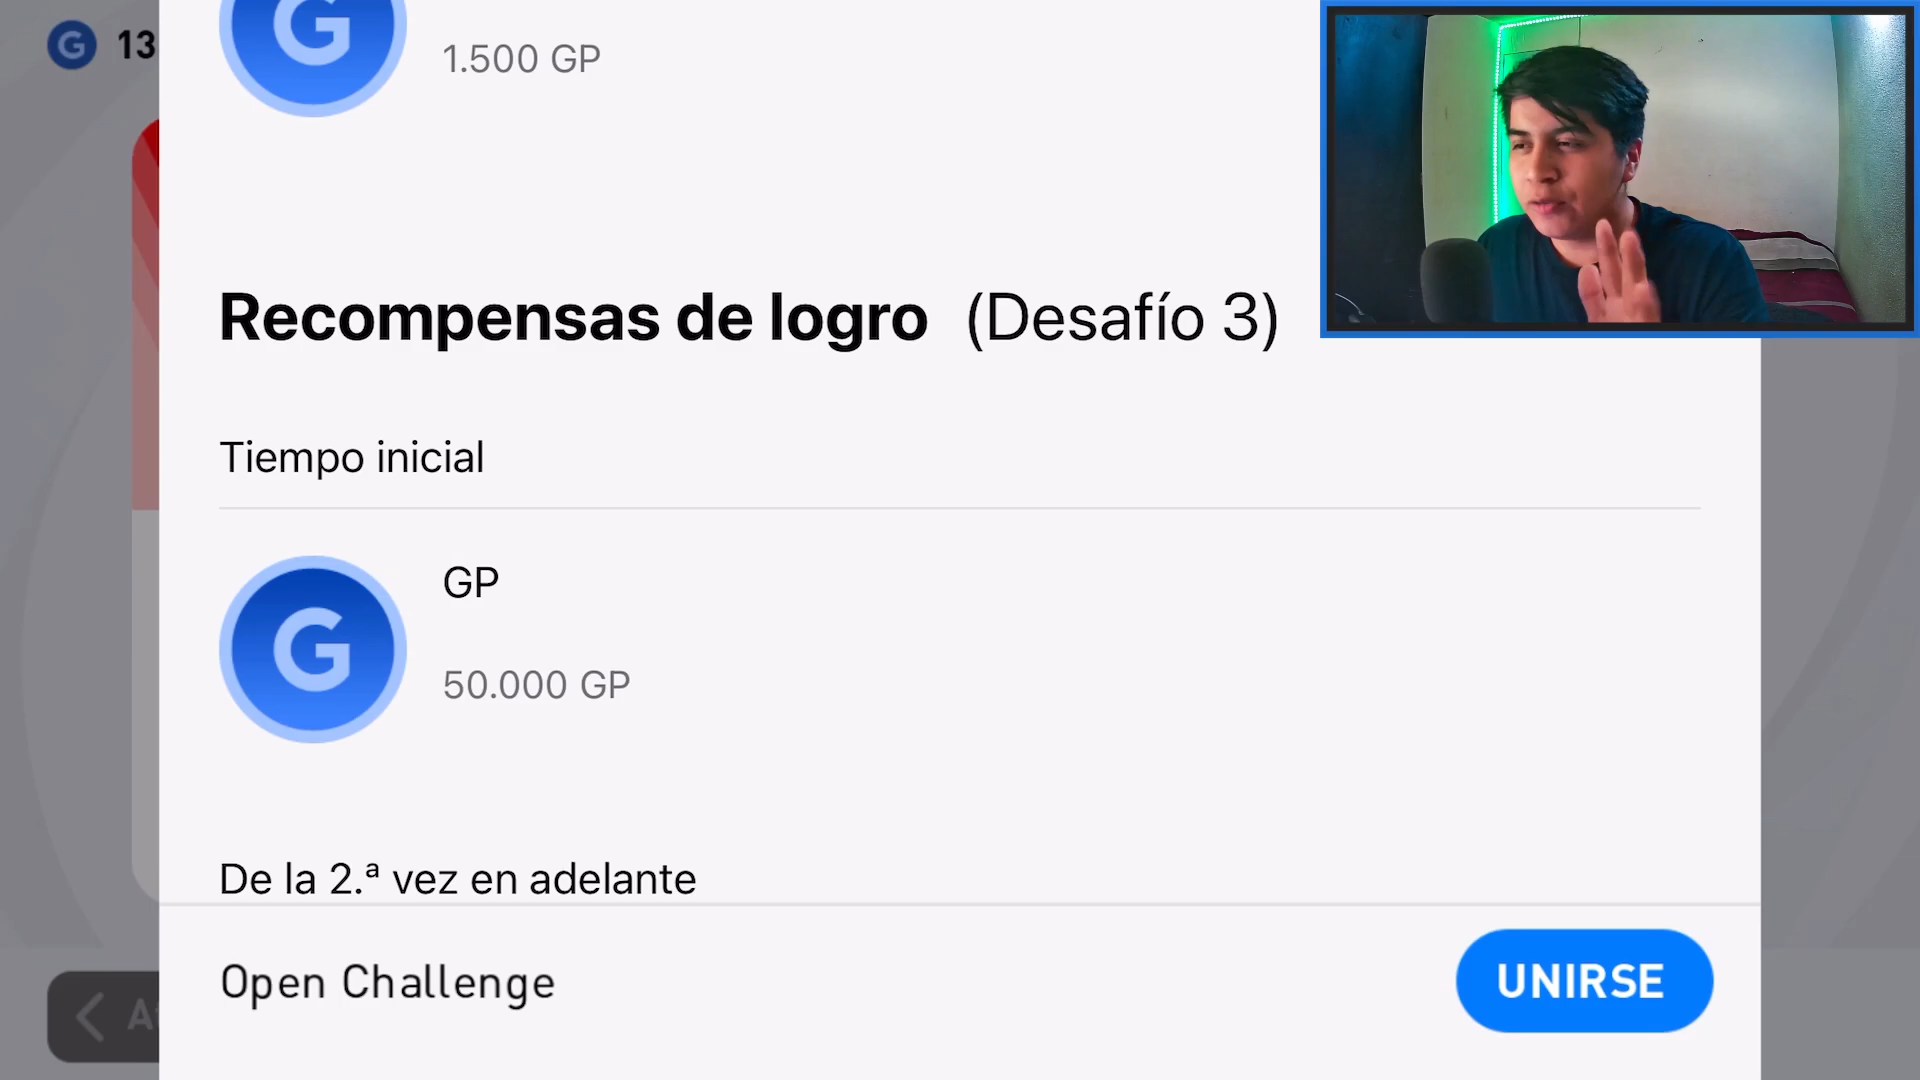 G 13
G
1.500 GP
Recompensas de logro (Desafío 3)
Tiempo inicial
G
GP
50.000 GP
De la 2.ª vez en adelante
Open Challenge
UNIRSE